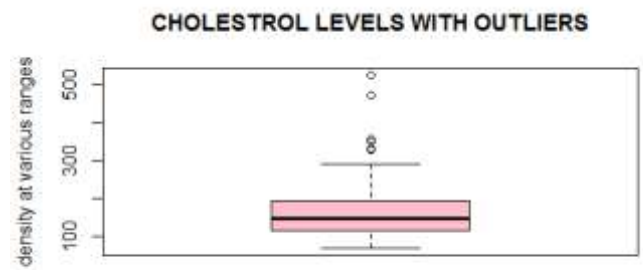 CHOLESTROL LEVELS WITH OUTLIERS
density at various ranges
500
300
100